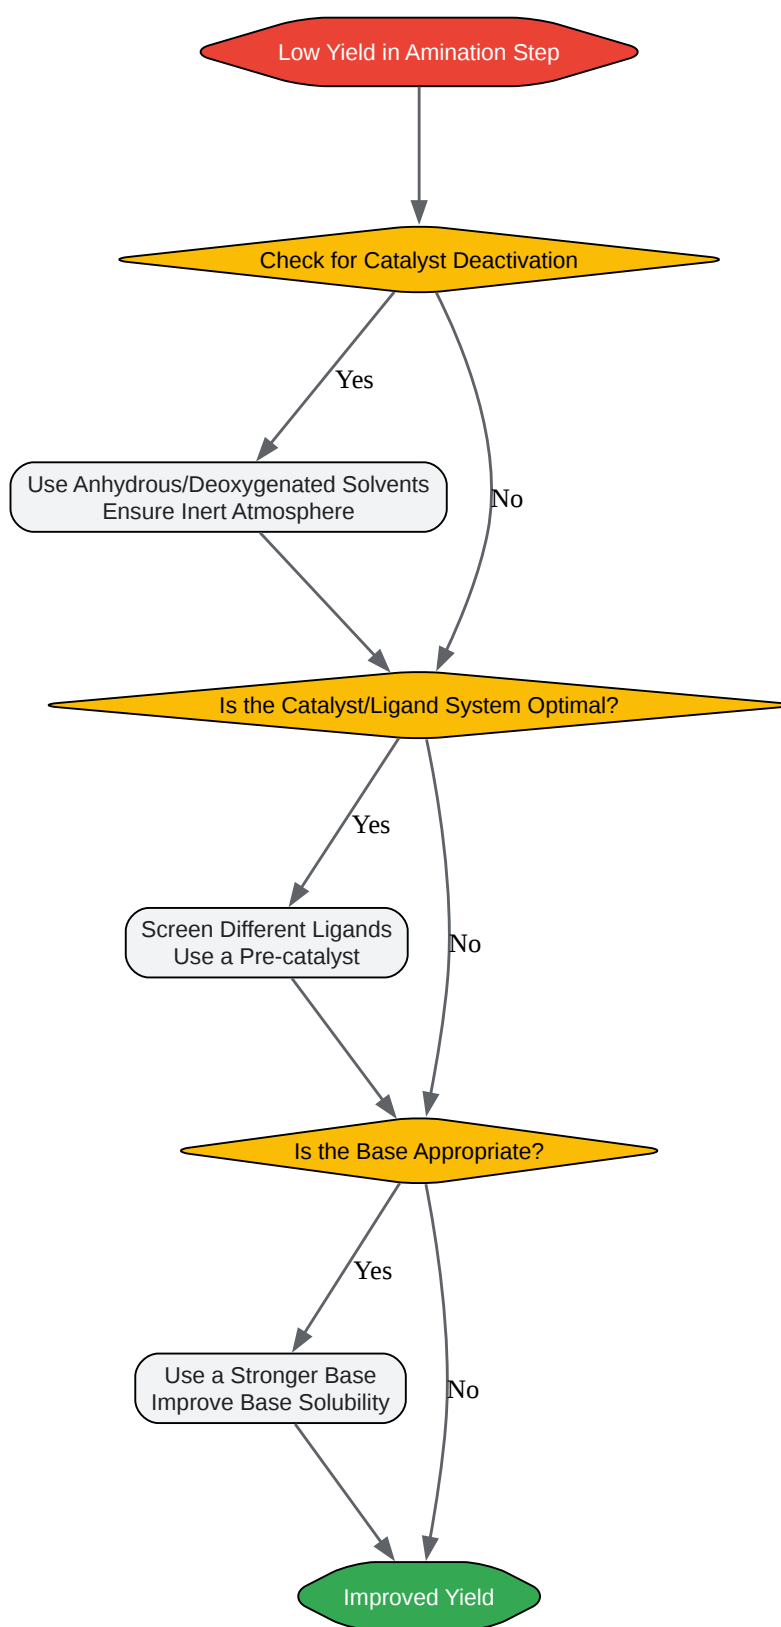 Low Yield in Amination Step
Check for Catalyst Deactivation
Yes
Use Anhydrous/Deoxygenated Solvents
Ensure Inert Atmosphere
No
Is the Catalyst/Ligand System Optimal?
Yes
Screen Different Ligands
Use a Pre-catalyst
No
Is the Base Appropriate?
Yes
Use a Stronger Base
Improve Base Solubility
No
Improved Yield